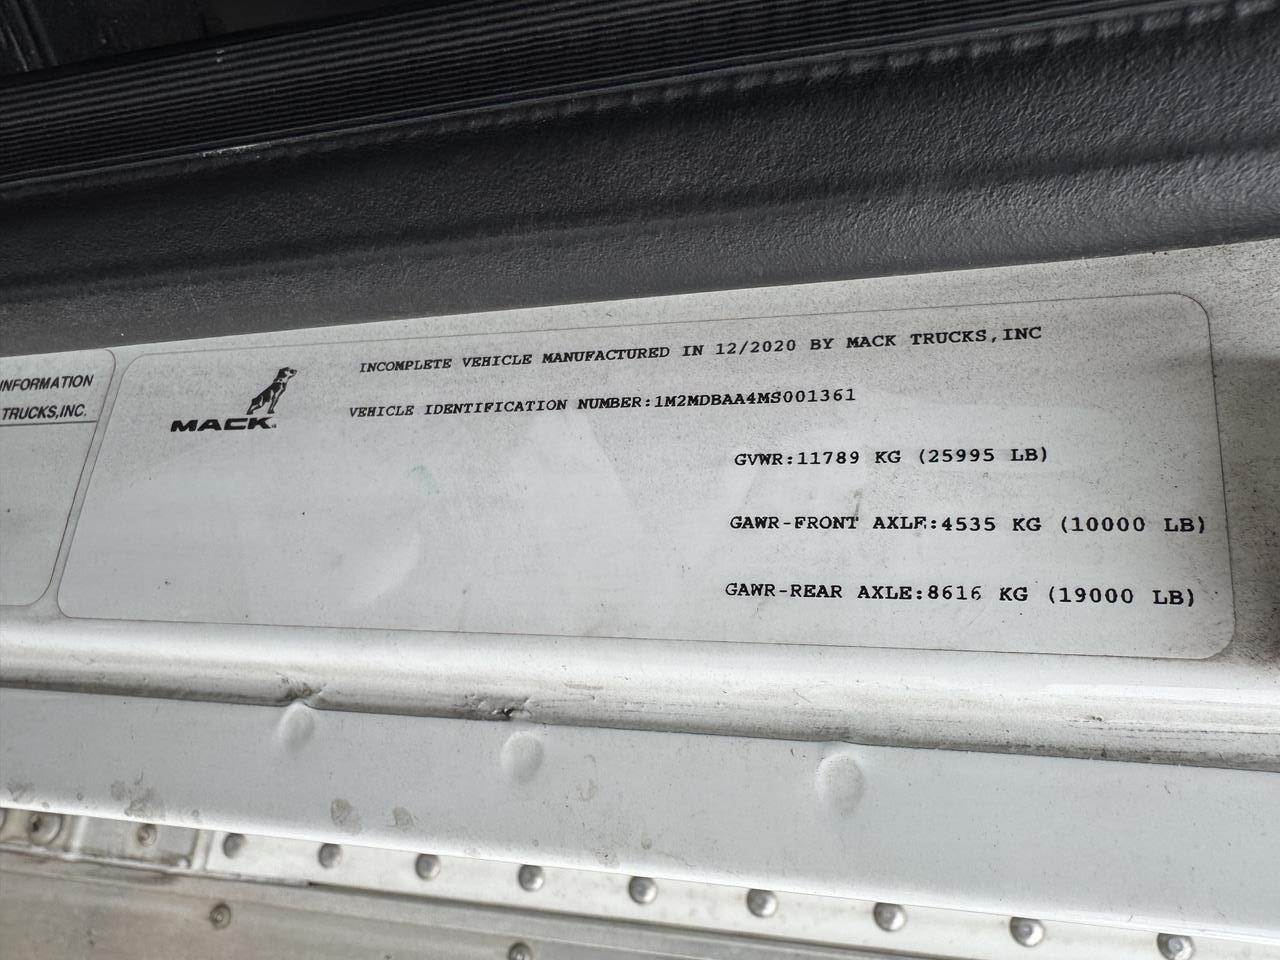 INFORMATION
TRUCKS,INC.
MACK
INCOMPLETE VEHICLE MANUFACTURED IN 12/2020 BY MACK TRUCKS,INC
VEHICLE IDENTIFICATION NUMBER:1M2MDBAA4MS001361
GVWR:11789 KG (25995 LB)
GAWR-FRONT AXLE:4535 KG (10000 LB)
GAWR-REAR AXLE:8616 KG (19000 LB)